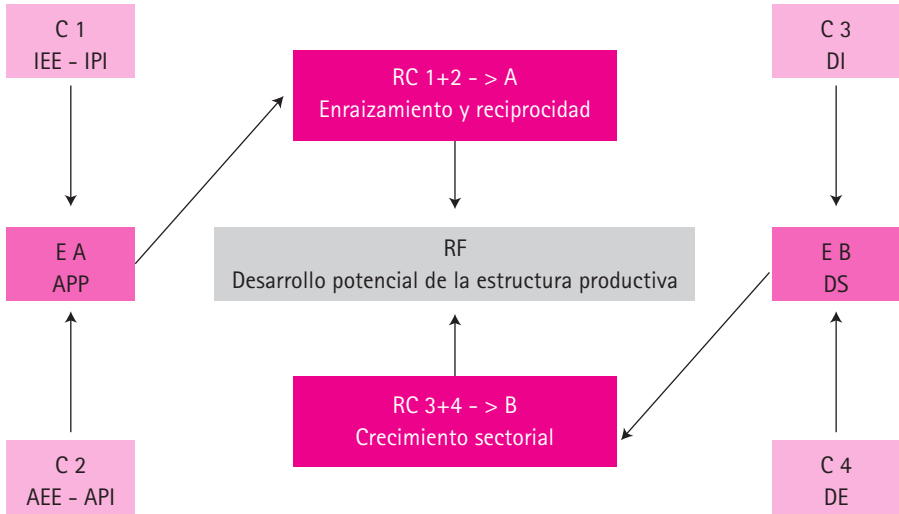 C 1
IEE - IPI
C 3
DI
RC 1+2 - > A
Enraizamiento y reciprocidad
E A
APP
RF
Desarrollo potencial de la estructura productiva
E B
DS
RC 3+4 - > B
Crecimiento sectorial
C 2
AEE - API
C 4
DE